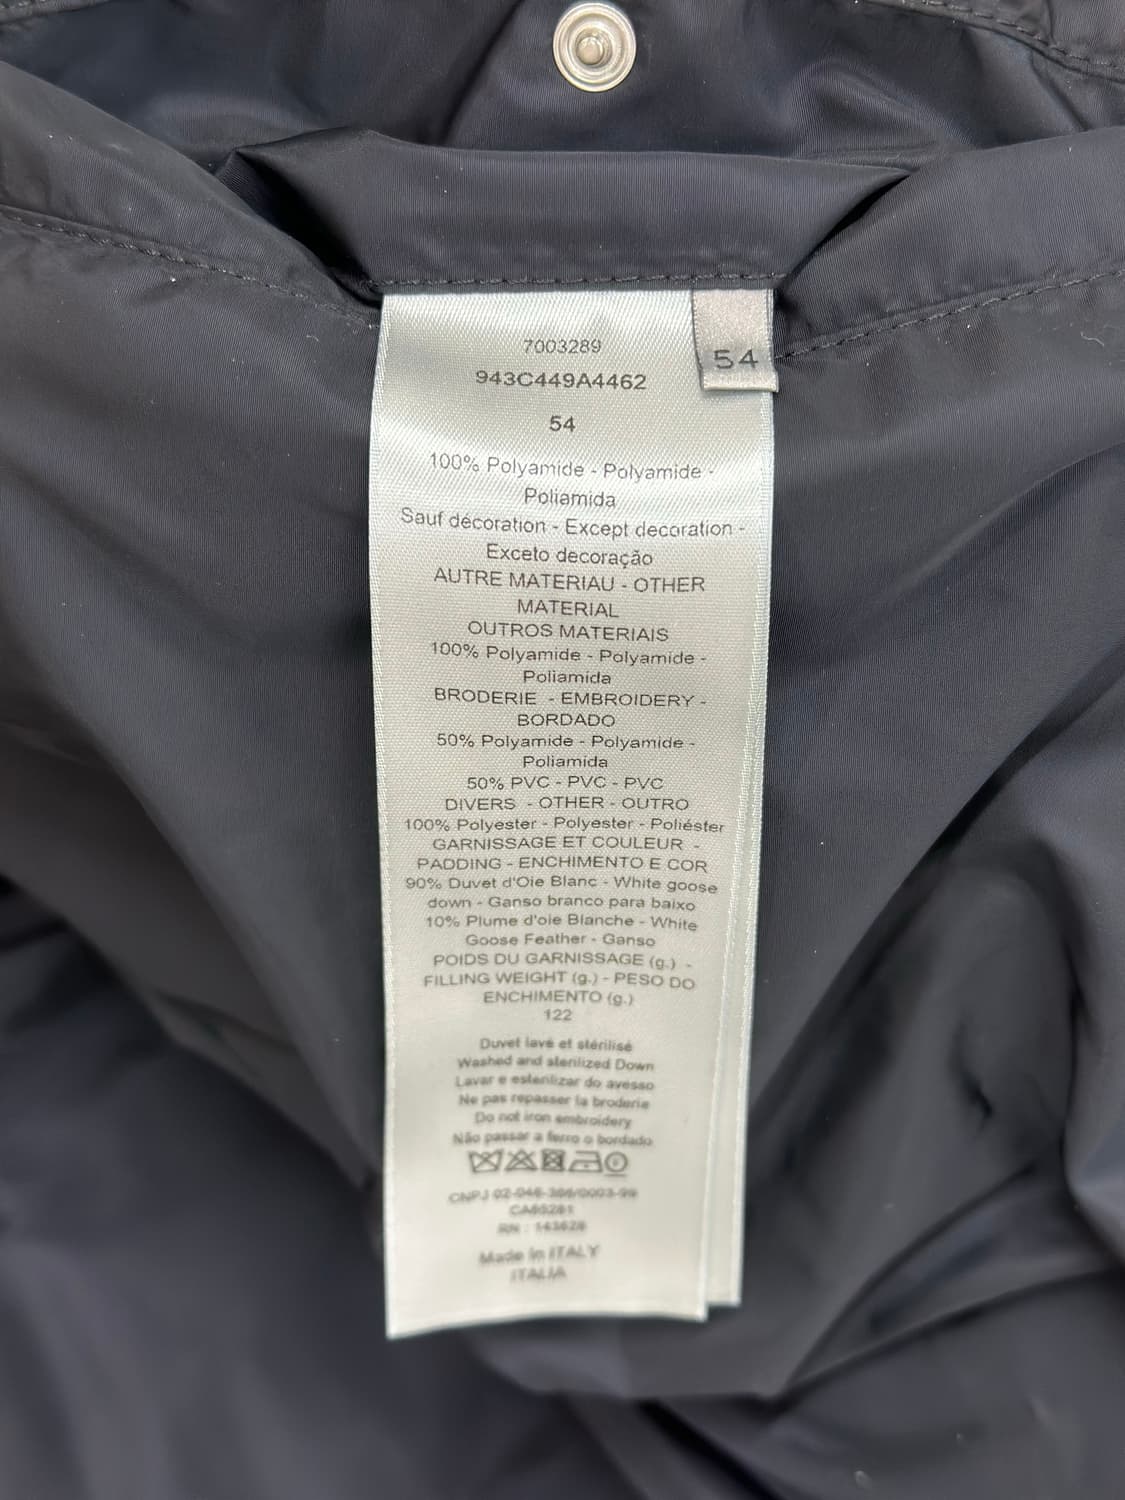 7003289
54
943C449A4462
54
100% Polyamide - Polyamide -
Poliamida
Sauf décoration - Except decoration -
Exceto decoração
AUTRE MATERIAU - OTHER
MATERIAL
OUTROS MATERIAIS
100% Polyamide - Polyamide -
Poliamida
BRODERIE - EMBROIDERY -
BORDADO
50% Polyamide - Polyamide -
Poliamida
50% PVC - PVC - PVC
DIVERS - OTHER - OUTRO
100% Polyester - Polyester - Poliéster
GARNISSAGE ET COULEUR -
PADDING - ENCHIMENTO E COR
90% Duvet d'Oie Blanc - White goose
down - Ganso branco para baixo
10% Plume d'oie Blanche - White
Goose Feather - Ganso
POIDS DU GARNISSAGE (g.) -
FILLING WEIGHT (g.) - PESO DO
ENCHIMENTO (g.)
122
Duvet lavé et stérilisé
Washed and sterilized Down
Lavar e esterilizar do avesso
Ne pas repasser la broderie
Do not iron embroidery
Não passar a ferro o bordado
CNPJ
RN :
Made in ITALY
ITALIA